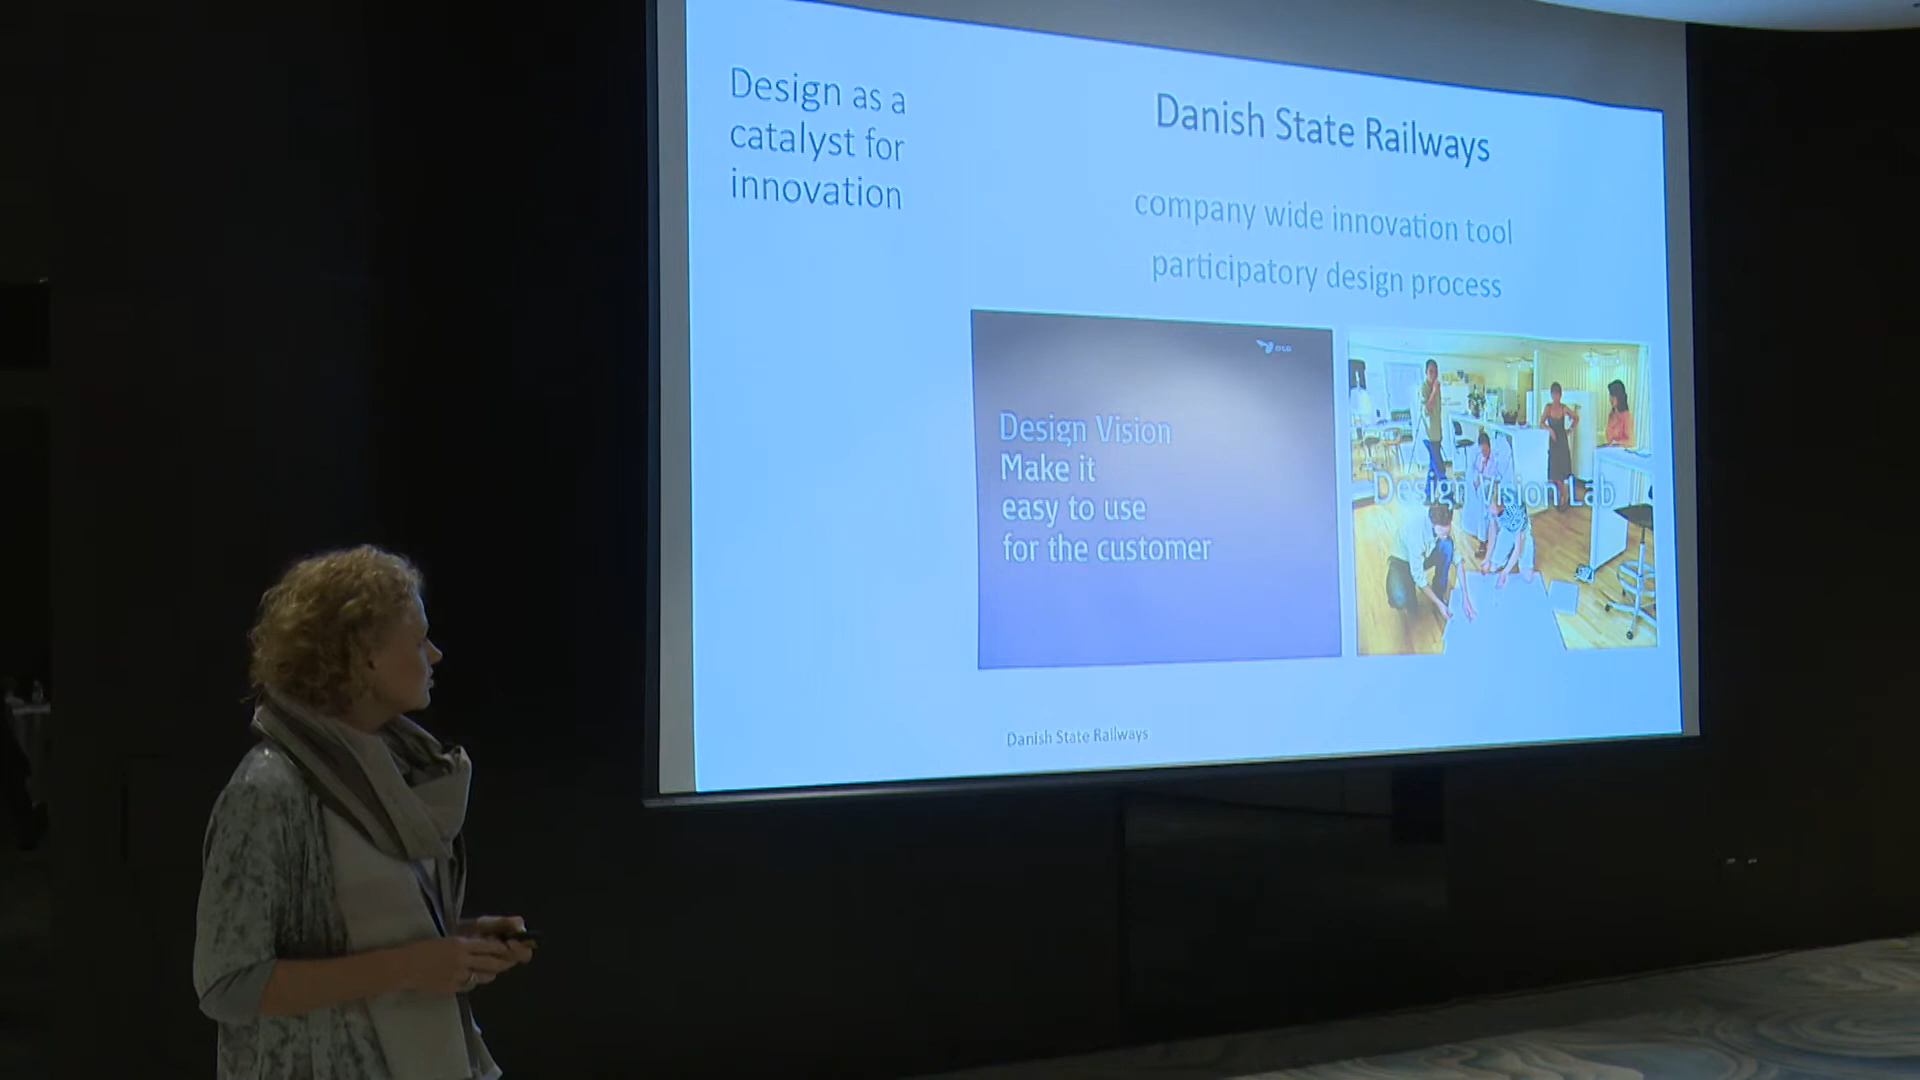 Design as a
catalyst for
innovation
Danish State Railways
company wide innovation tool
participatory design process
DSB
Design Vision
Make it
easy to use
for the customer
Design Vision Lab
Danish State Railways